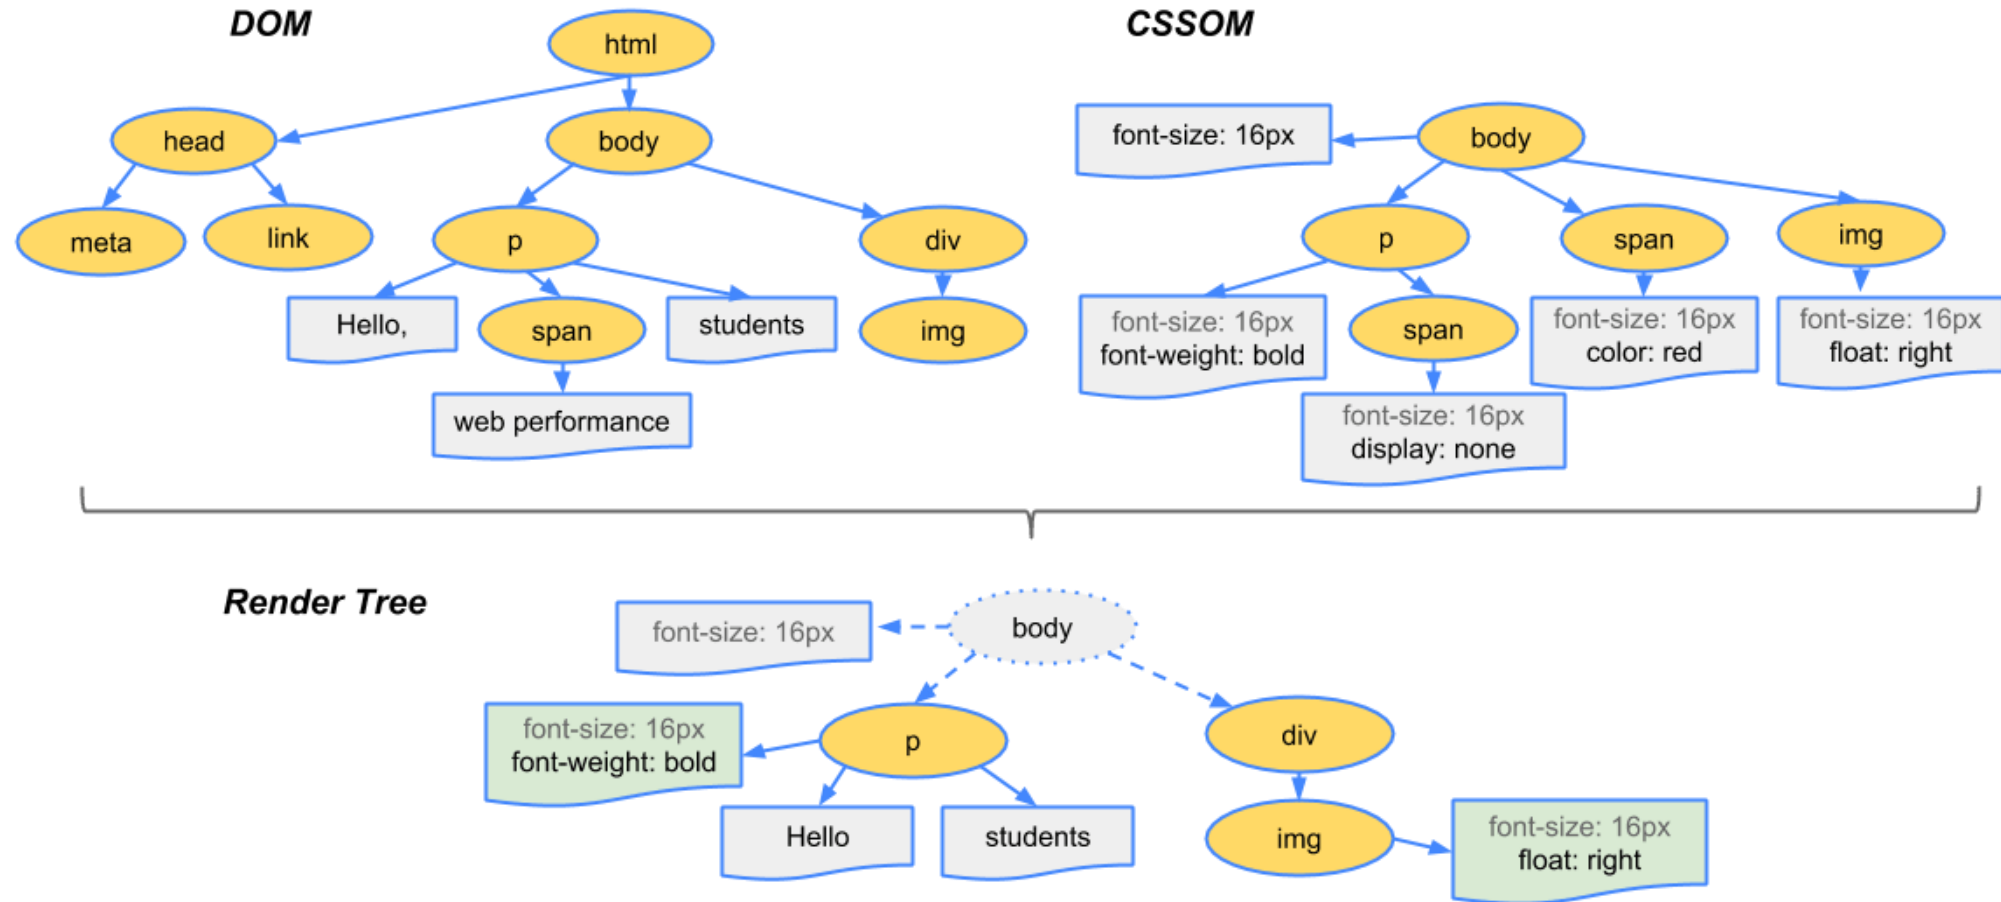 DOM
html
head
body
meta
link
p
div
Hello,
span
students
img
web performance
CSSOM
font-size: 16px
body
p
span
img
font-size: 16px
font-weight: bold
span
font-size: 16px
color: red
font-size: 16px
float: right
font-size: 16px
display: none
Render Tree
font-size: 16px
body
font-size: 16px
font-weight: bold
p
div
Hello
students
img
font-size: 16px
float: right